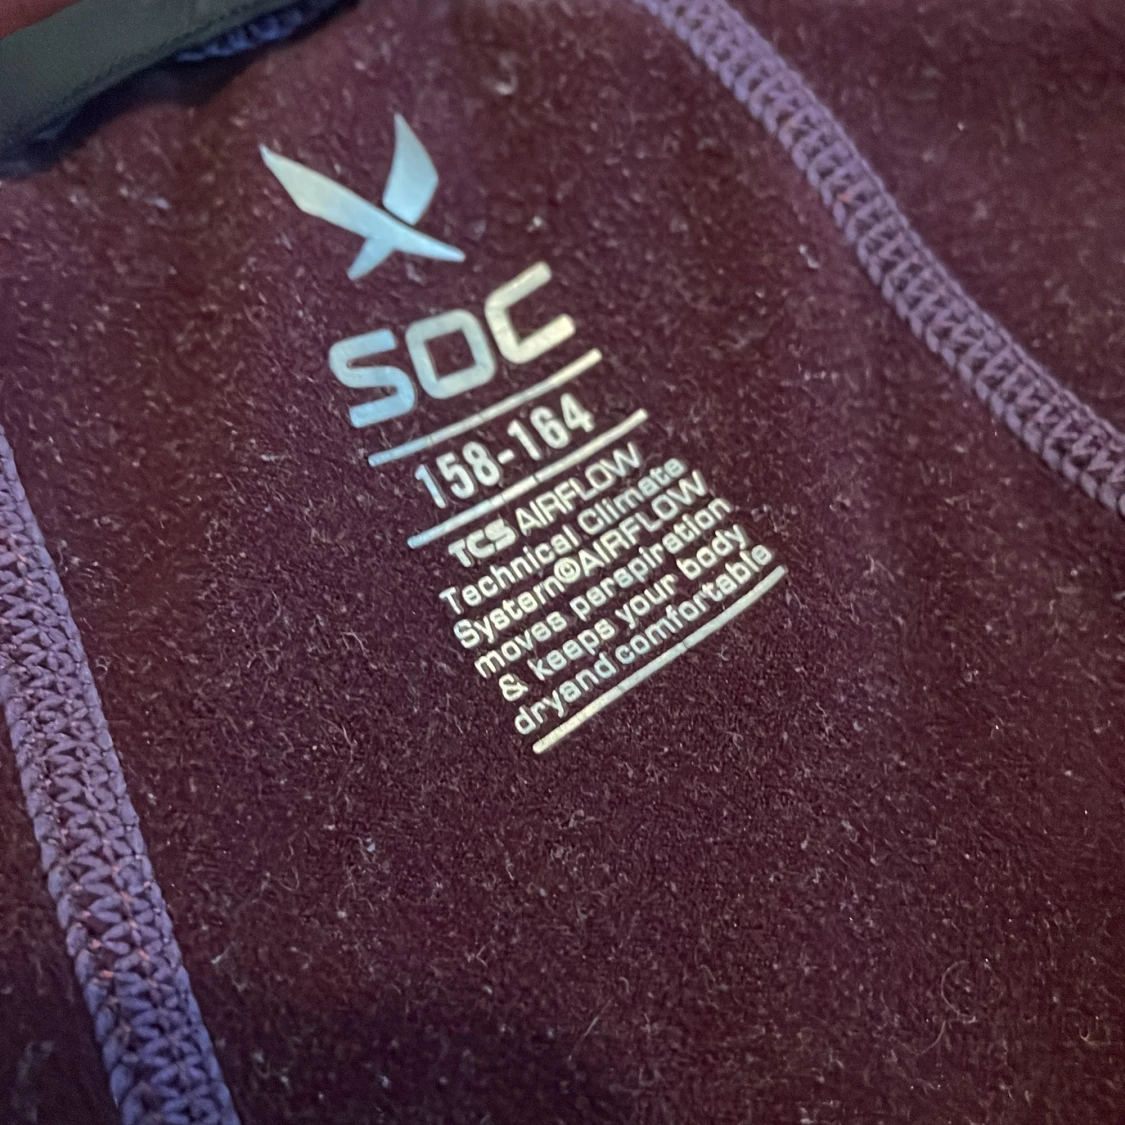 SOC
158-164
TCS AIRFLOW
Technical Climate
System©AIRFLOW
moves perspiration
& keeps your body
dryand comfortable